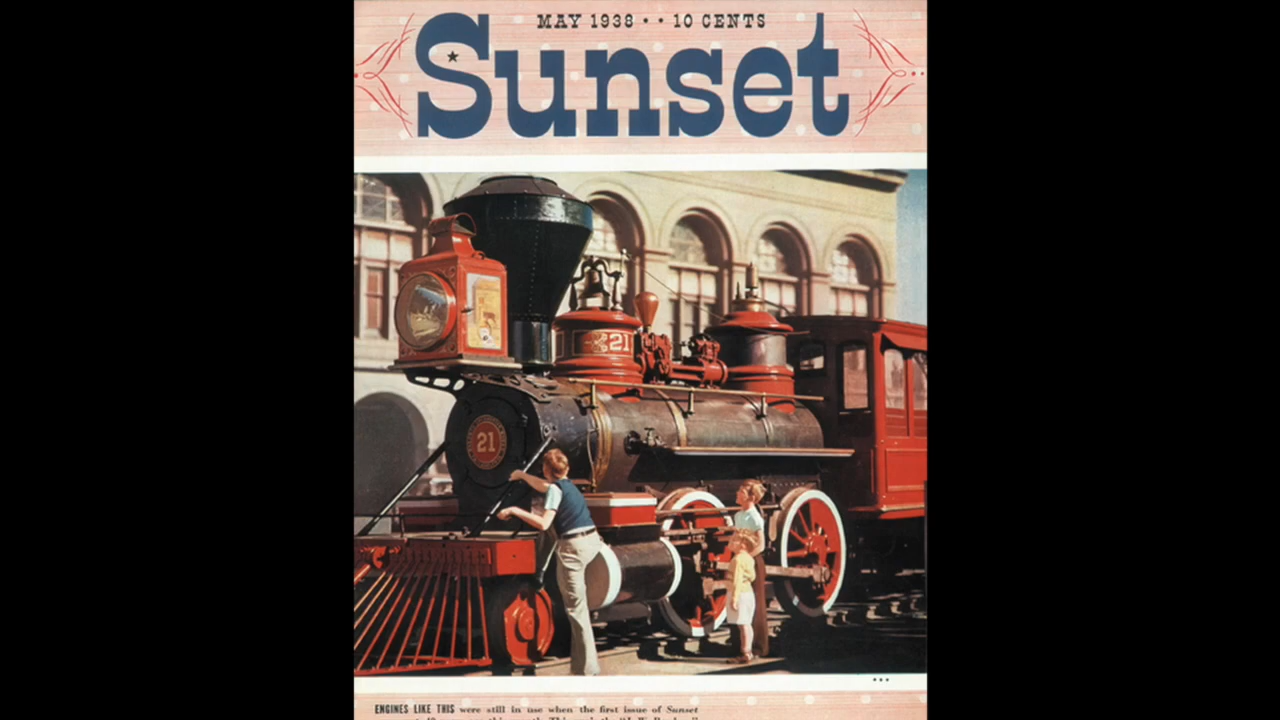 MAY 1938 • • 10 CENTS
Sunset
21
21
ENGINES LIKE THIS were still in use when the first issue of Sunset